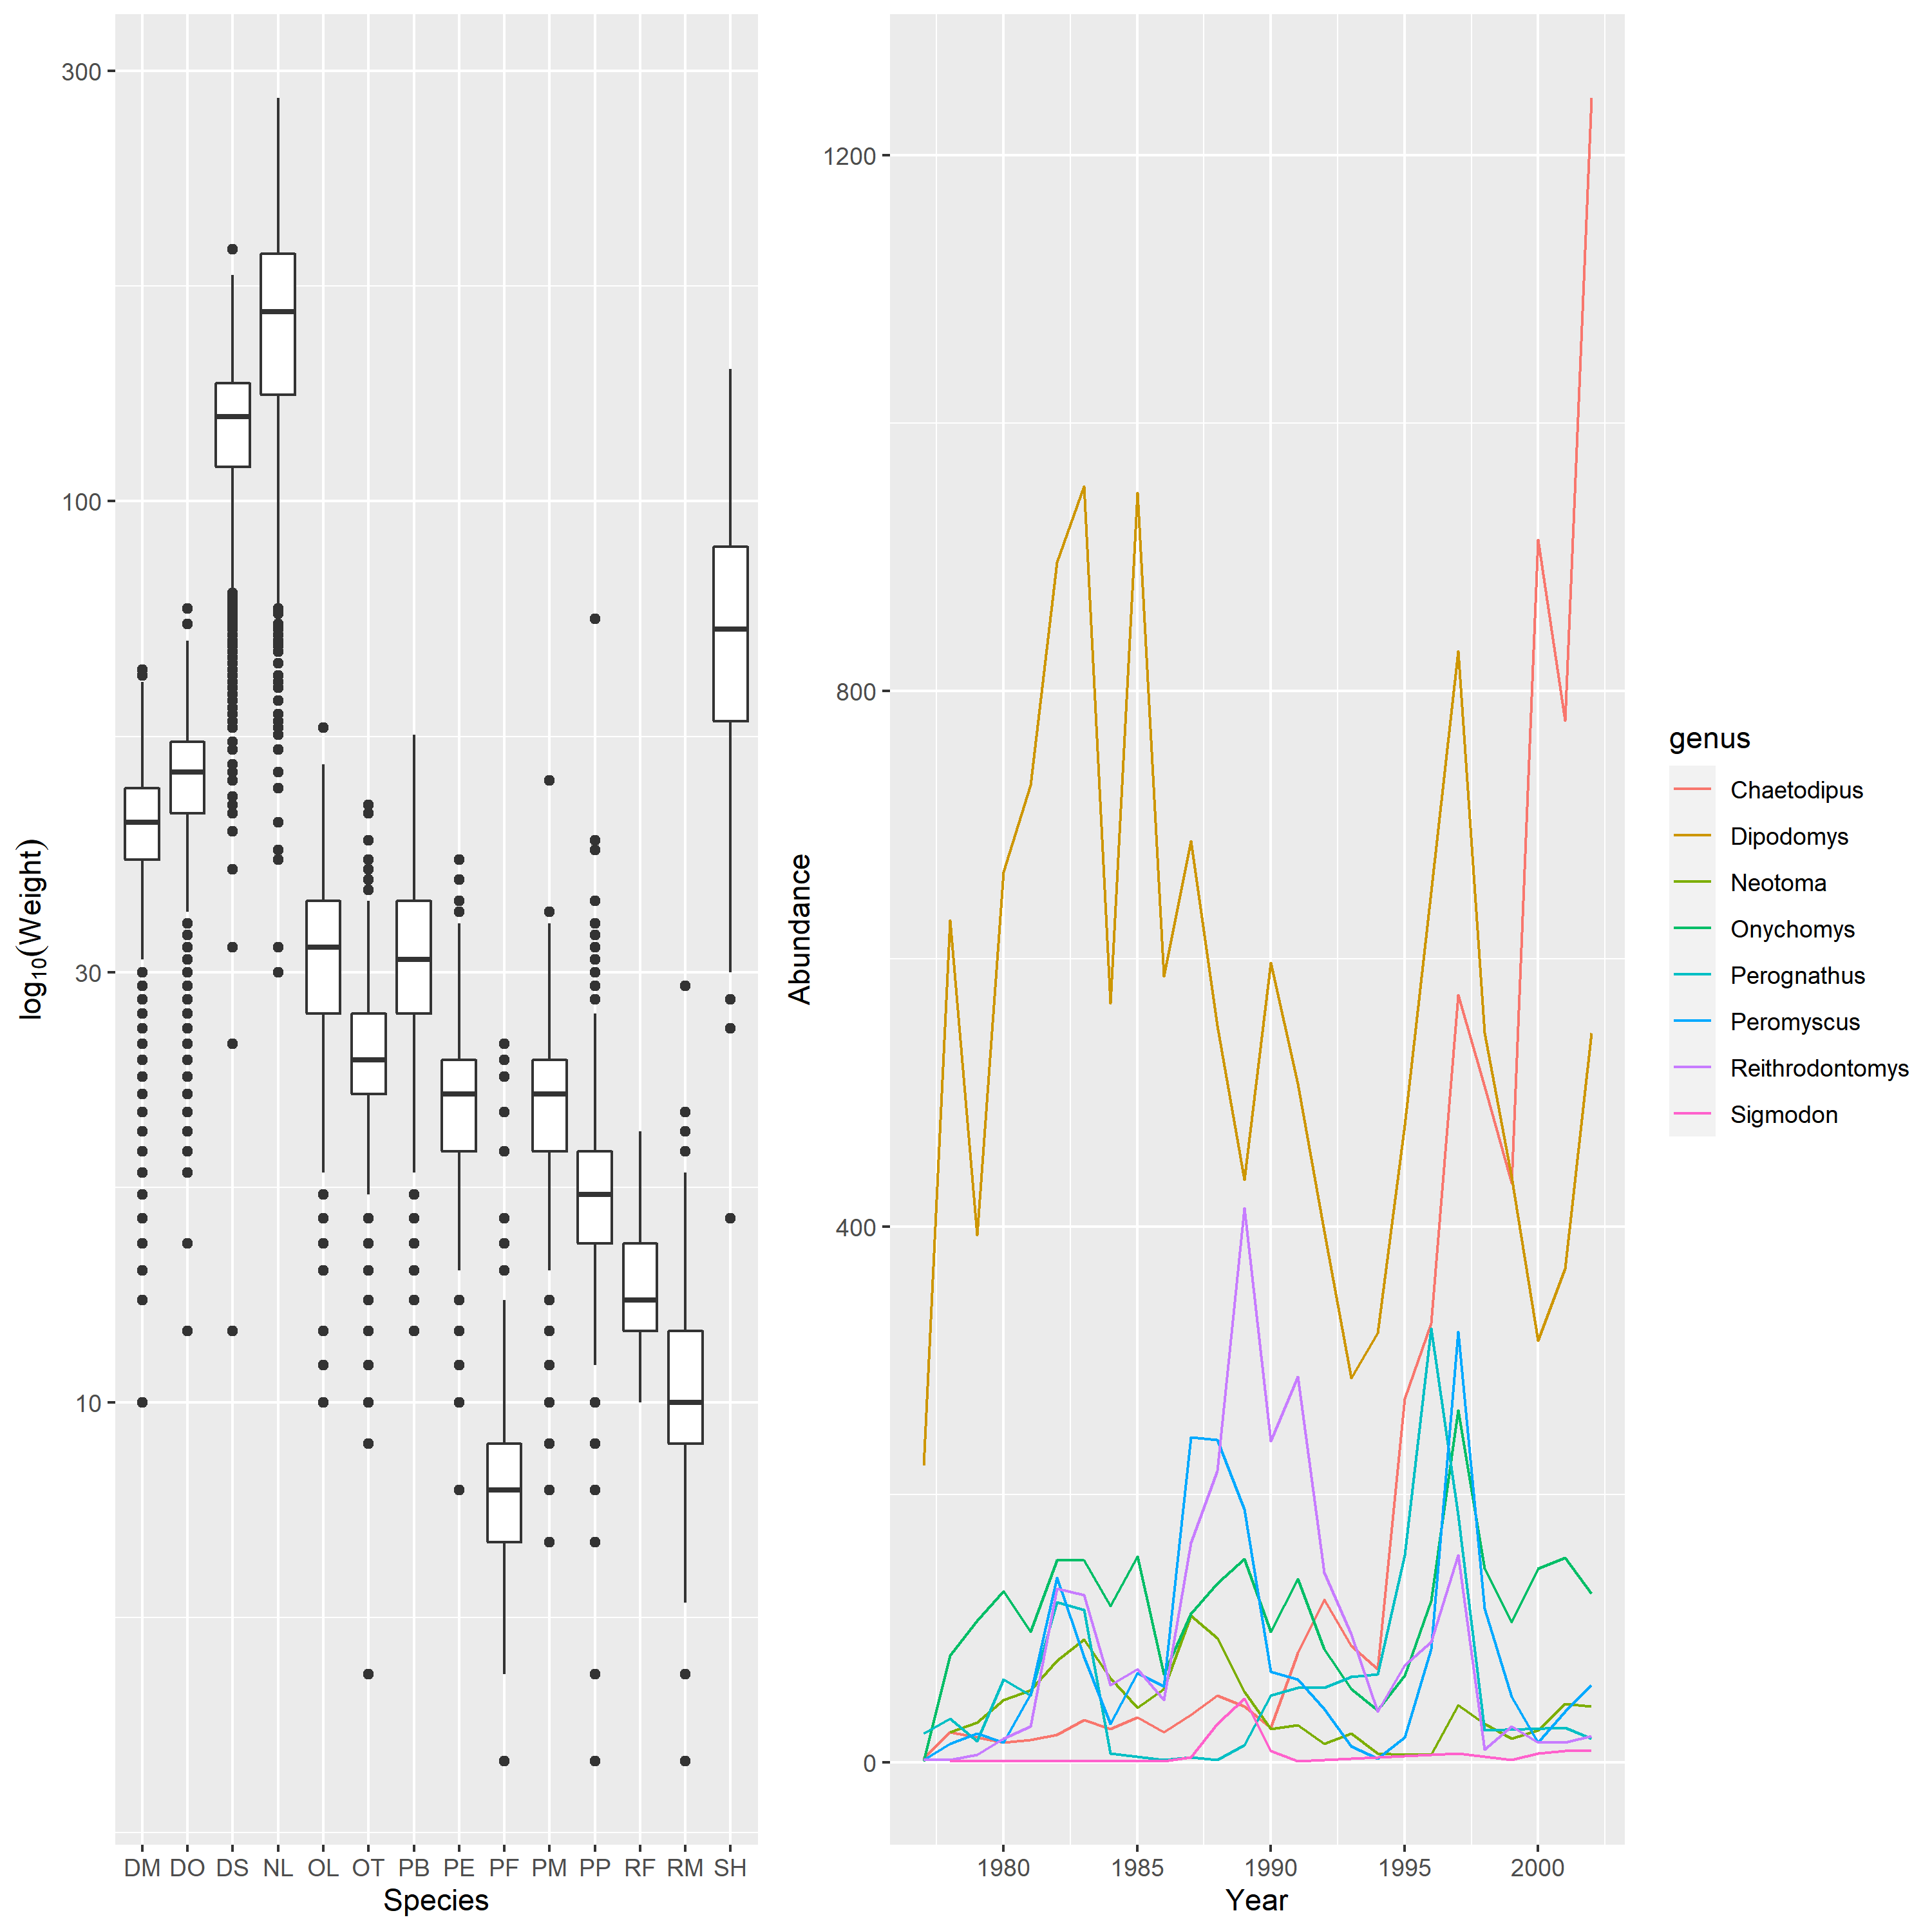 300
100
30
10
log10(Weight)
DM DO DS NL OL OT PB PE PF PM PP RF RM SH
Species
1200
800
400
0
Abundance
1980 1985 1990 1995 2000
Year
genus
Chaetodipus
Dipodomys
Neotoma
Onychomys
Perognathus
Peromyscus
Reithrodontomys
Sigmodon